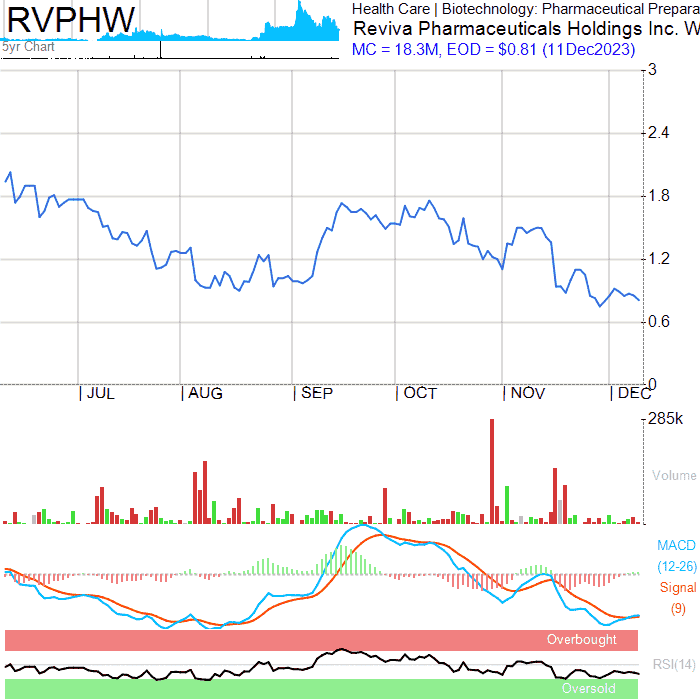 RVPHW
5yr Chart
Health Care | Biotechnology: Pharmaceutical Prepara
Reviva Pharmaceuticals Holdings Inc. W
MC = 18.3M, EOD = $0.81 (11Dec2023)
3
2.4
1.8
1.2
0.6
0
| JUL | AUG | SEP | OCT | NOV | DEC
285k
Volume
MACD
(12-26)
Signal
(9)
Overbought
RSI(14)
Oversold